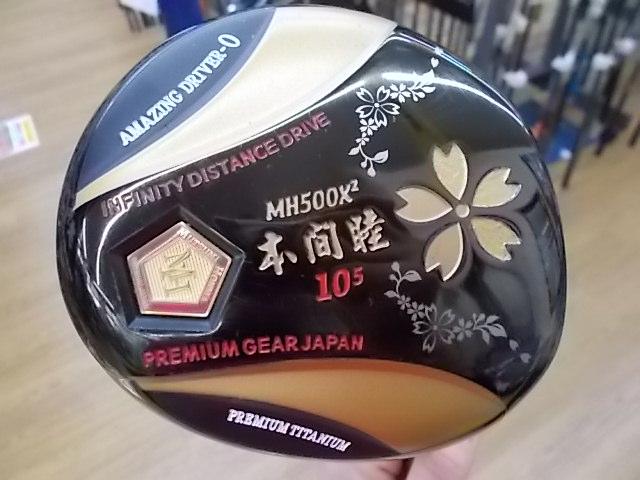 AMAZING DRIVER-0
INFINITY DISTANCE DRIVE
MH500X²
本間睦
10⁵
PREMIUM GEAR JAPAN
PREMIUM TITANIUM